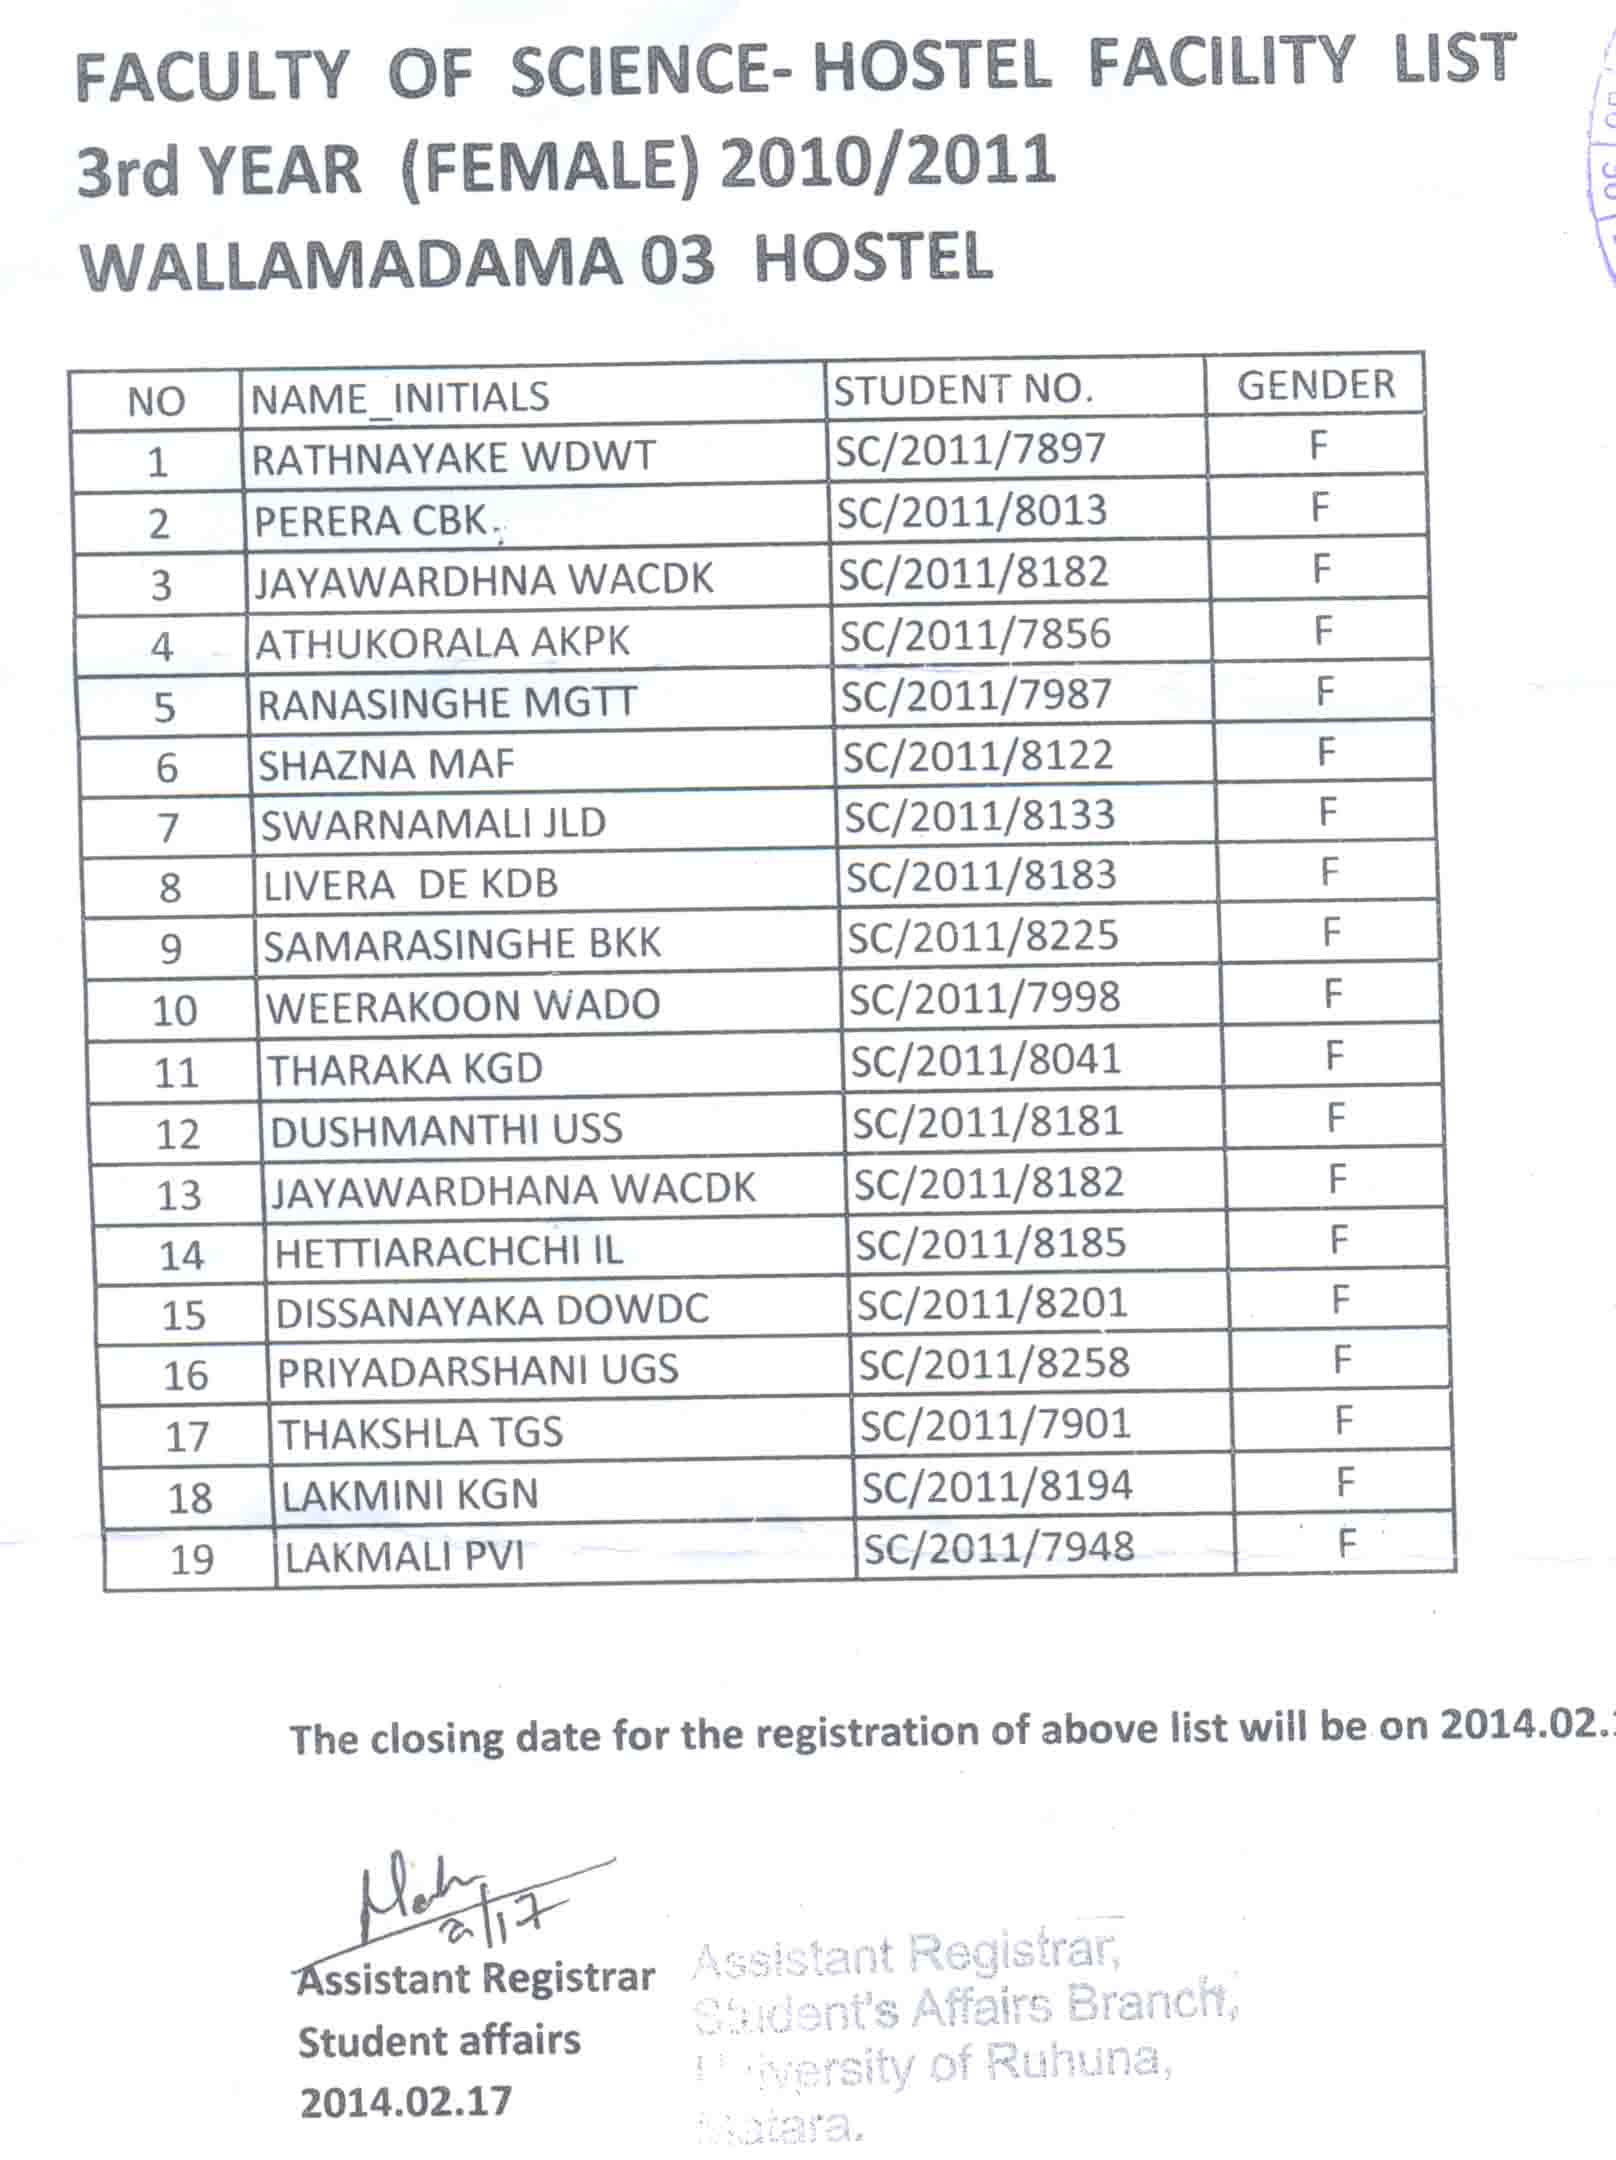 FACULTY OF SCIENCE- HOSTEL FACILITY LIST
3rd YEAR (FEMALE) 2010/2011
WALLAMADAMA 03 HOSTEL
NO NAME_INITIALS STUDENT NO. GENDER
1 RATHNAYAKE WDWT SC/2011/7897 F
2 PERERA CBK SC/2011/8013 F
3 JAYAWARDHNA WACDK SC/2011/8182 F
4 ATHUKORALA AKPK SC/2011/7856 F
5 RANASINGHE MGTT SC/2011/7987 F
6 SHAZNA MAF SC/2011/8122 F
7 SWARNAMALI JLD SC/2011/8133 F
8 LIVERA DE KDB SC/2011/8183 F
9 SAMARASINGHE BKK SC/2011/8225 F
10 WEERAKOON WADO SC/2011/7998 F
11 THARAKA KGD SC/2011/8041 F
12 DUSHMANTHI USS SC/2011/8181 F
13 JAYAWARDHANA WACDK SC/2011/8182 F
14 HETTIARACHCHI IL SC/2011/8185 F
15 DISSANAYAKA DOWDC SC/2011/8201 F
16 PRIYADARSHANI UGS SC/2011/8258 F
17 THAKSHLA TGS SC/2011/7901 F
18 LAKMINI KGN SC/2011/8194 F
19 LAKMALI PVI SC/2011/7948 F
The closing date for the registration of above list will be on 2014.02.
2/17
Assistant Registrar
Student affairs
2014.02.17
Assistant Registrar,
Student's Affairs Branch,
University of Ruhuna,
Matara.